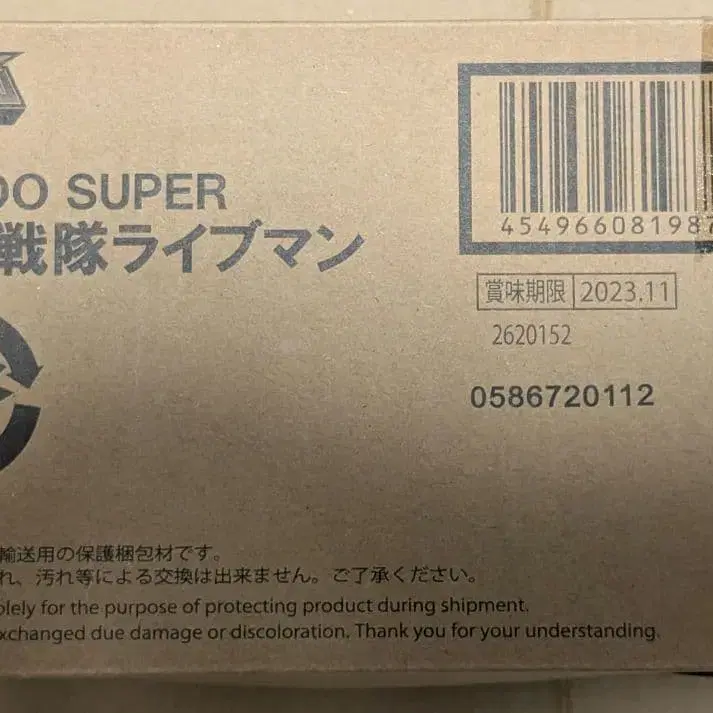 DO SUPER
戦隊ライブマン
454966081987
賞味期限 2023.11
2620152
0586720112
輸送用の保護梱包材です。
れ、汚れ等による交換は出来ません。ご了承ください。
olely for the purpose of protecting product during shipment.
xchanged due damage or discoloration. Thank you for your understanding.